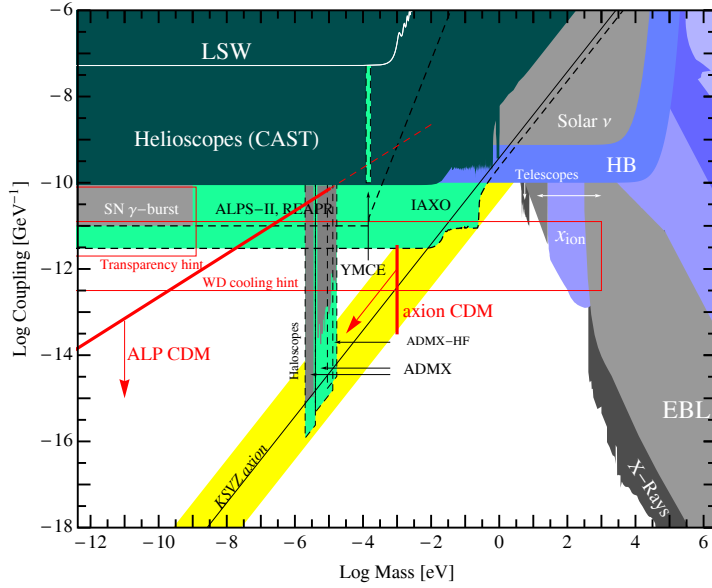 -6
-8
-10
-12
-14
-16
-18
Log Coupling [GeV⁻¹]
LSW
Helioscopes (CAST)
Solar ν
HB
Telescopes
SN γ-burst
ALPS-II, REAPR
IAXO
x_ion
Transparency hint
WD cooling hint
YMCE
axion CDM
ALP CDM
Haloscopes
ADMX-HF
ADMX
EBL
KSVZ axion
X-Rays
-12 -10 -8 -6 -4 -2 0 2 4 6
Log Mass [eV]